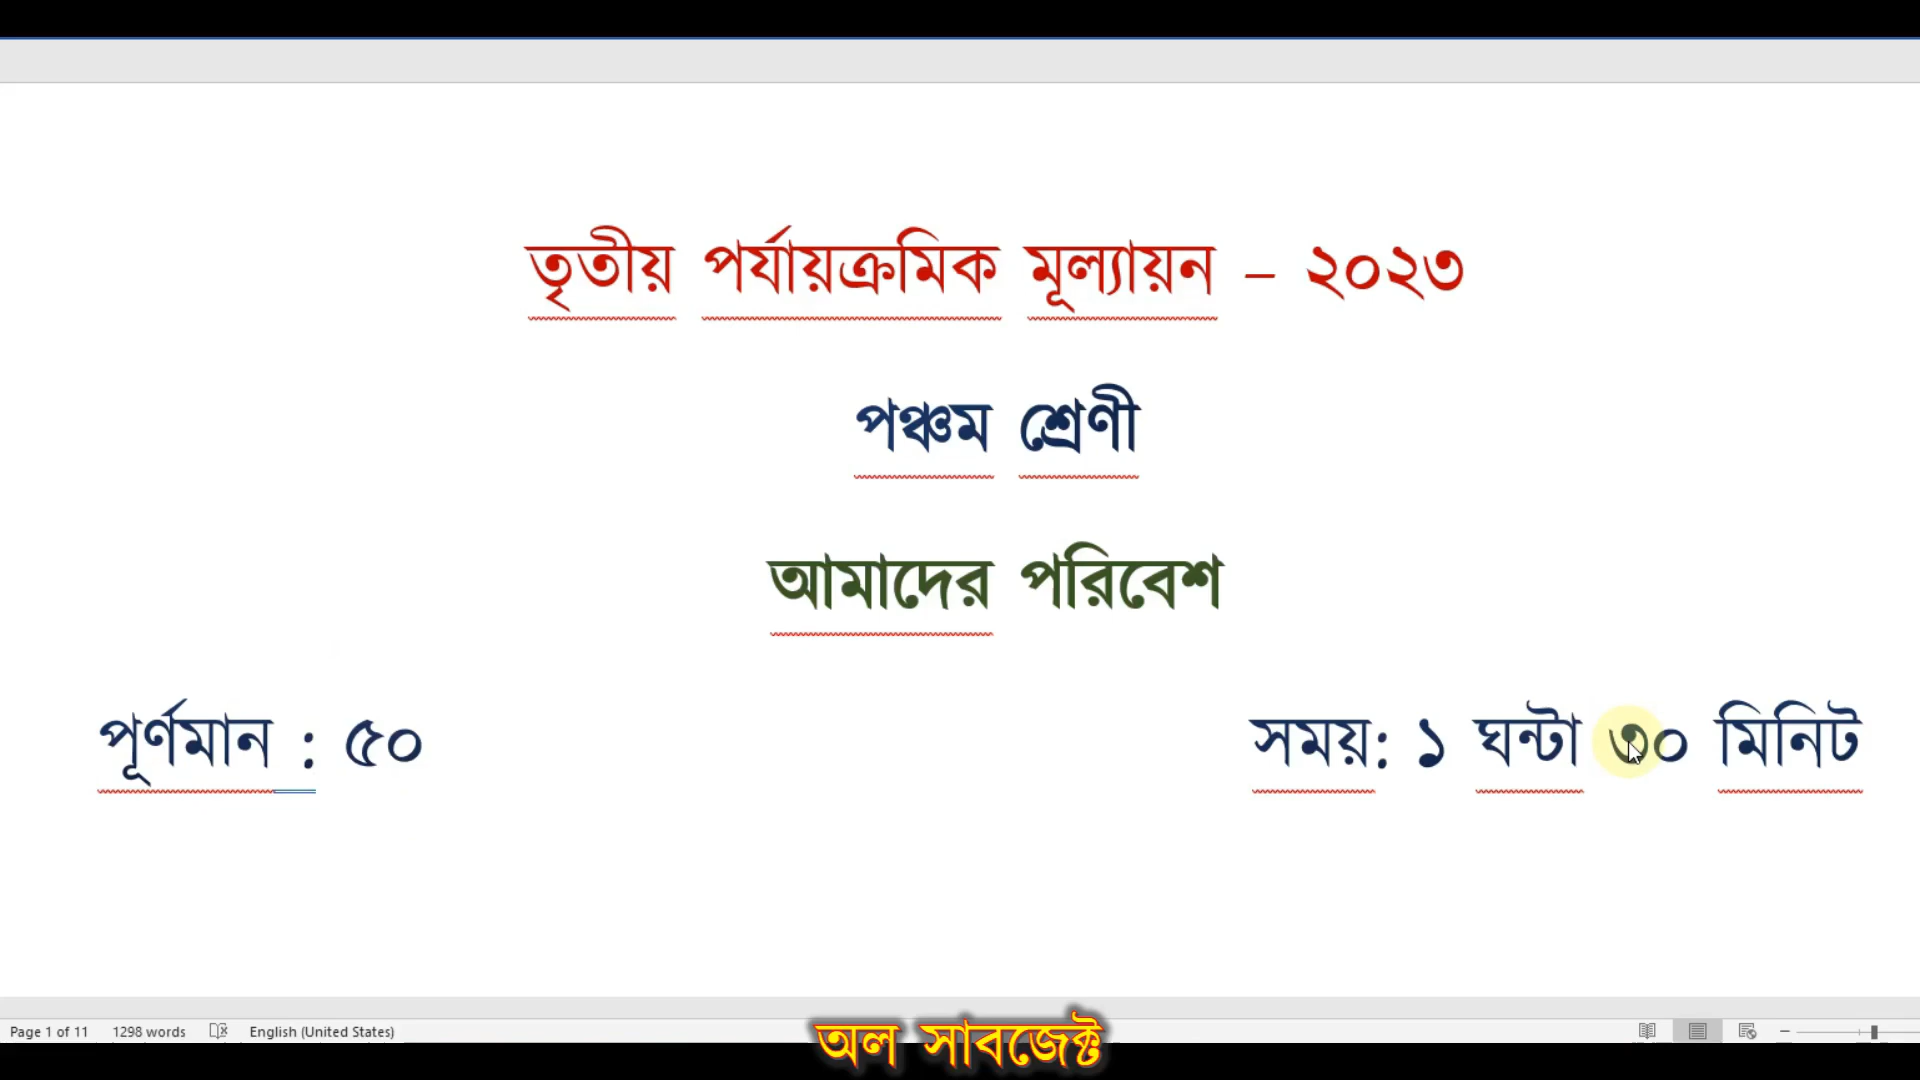 তৃতীয় পর্যায়ক্রমিক মূল্যায়ন – ২০২৩
পঞ্চম শ্রেণী
আমাদের পরিবেশ
পূর্ণমান : ৫০ সময়: ১ ঘন্টা ৩০ মিনিট
Page 1 of 11 1298 words English (United States)
অল সাবজেক্ট